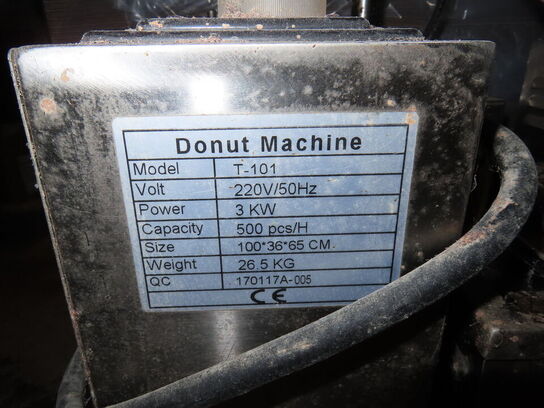 Donut Machine
Model T-101
Volt 220V/50Hz
Power 3 KW
Capacity 500 pcs/H
Size 100*36*65 CM
Weight 26.5 KG
QC 170117A-005
CE